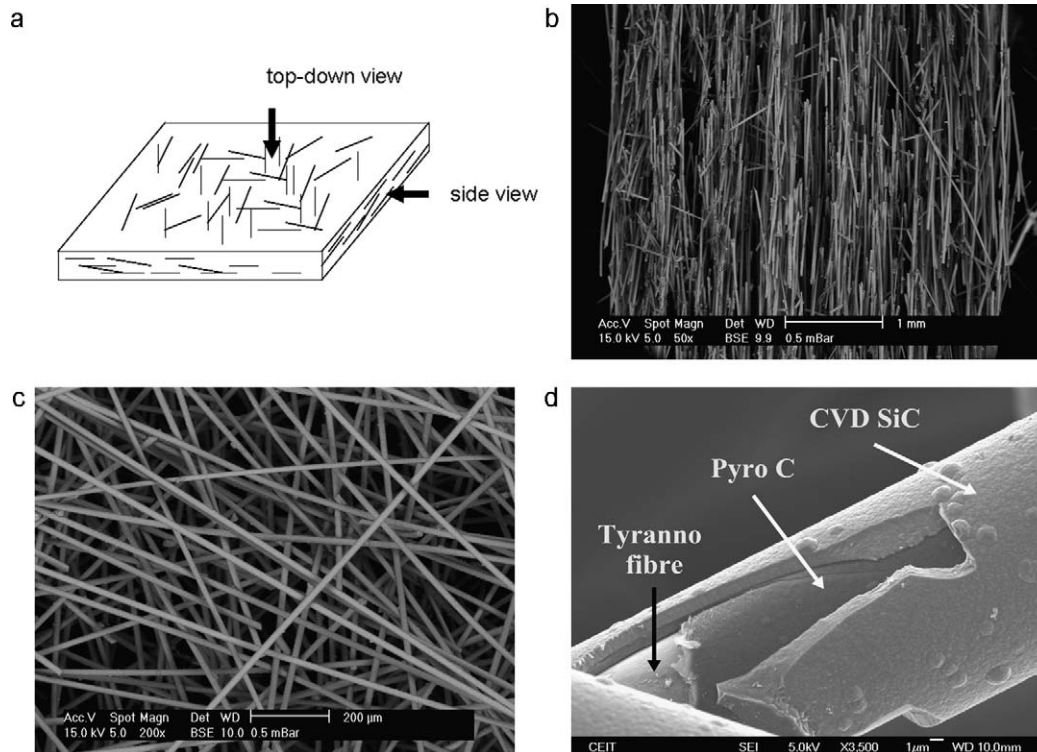 a
top-down view
side view
b
Acc.V Spot Magn Det WD 1 mm
15.0 kV 5.0 50x BSE 9.9 0.5 mBar
c
Acc.V Spot Magn Det WD 200 µm
15.0 kV 5.0 200x BSE 10.0 0.5 mBar
d
CVD SiC
Pyro C
Tyranno
fibre
CEIT SEI 5.0kV X3,500 1µm WD 10.0mm